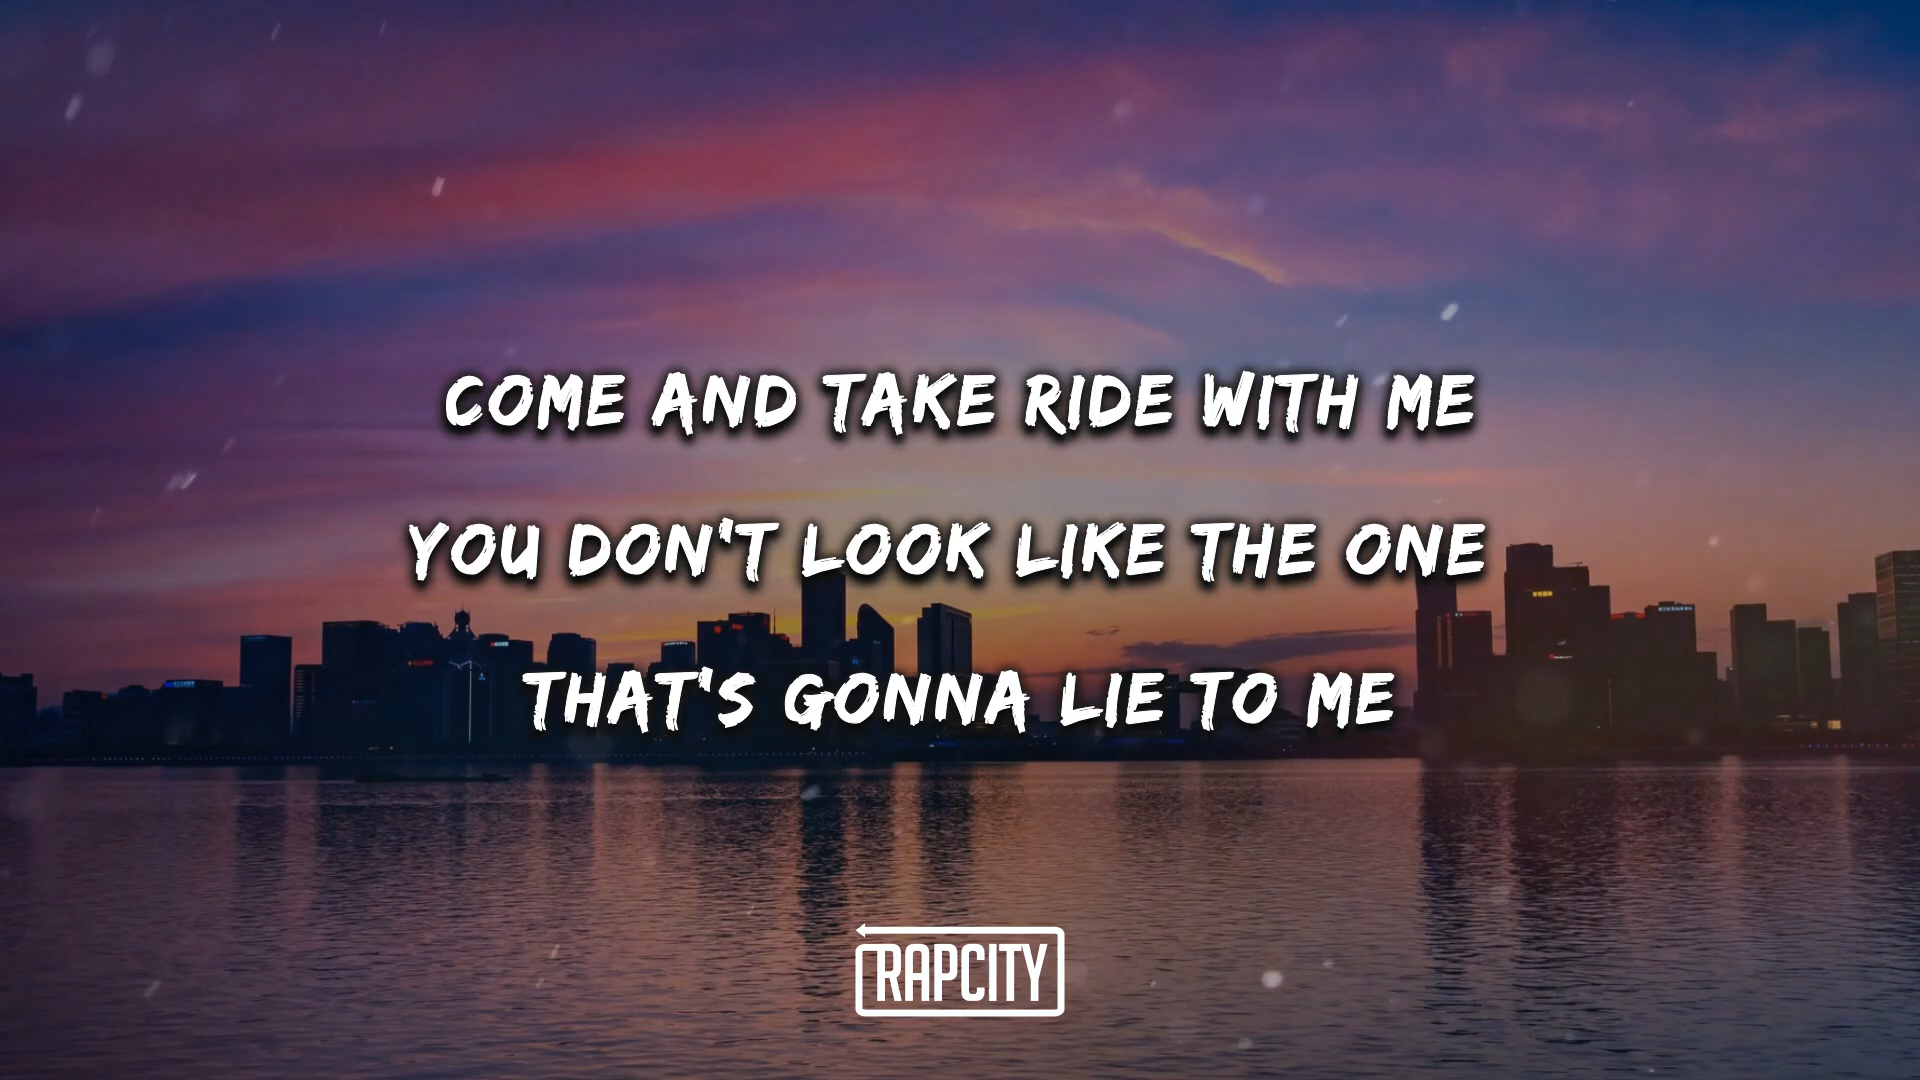 COME AND TAKE RIDE WITH ME
YOU DON'T LOOK LIKE THE ONE
THAT'S GONNA LIE TO ME
RAPCITY